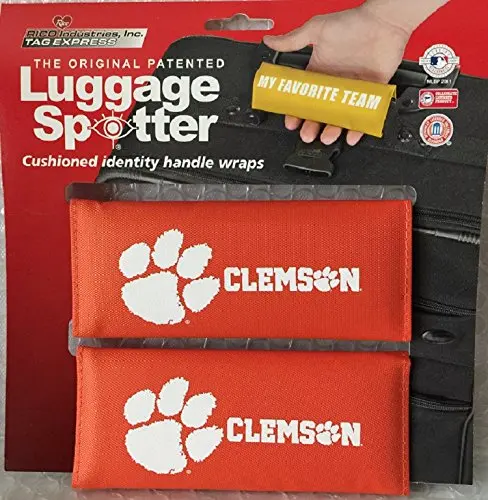 Rico
RICO Industries, Inc.
TAG EXPRESS
THE ORIGINAL PATENTED
Luggage
Spotter
®
Cushioned identity handle wraps
MY FAVORITE TEAM
CLEMSON
®
CLEMSON
®